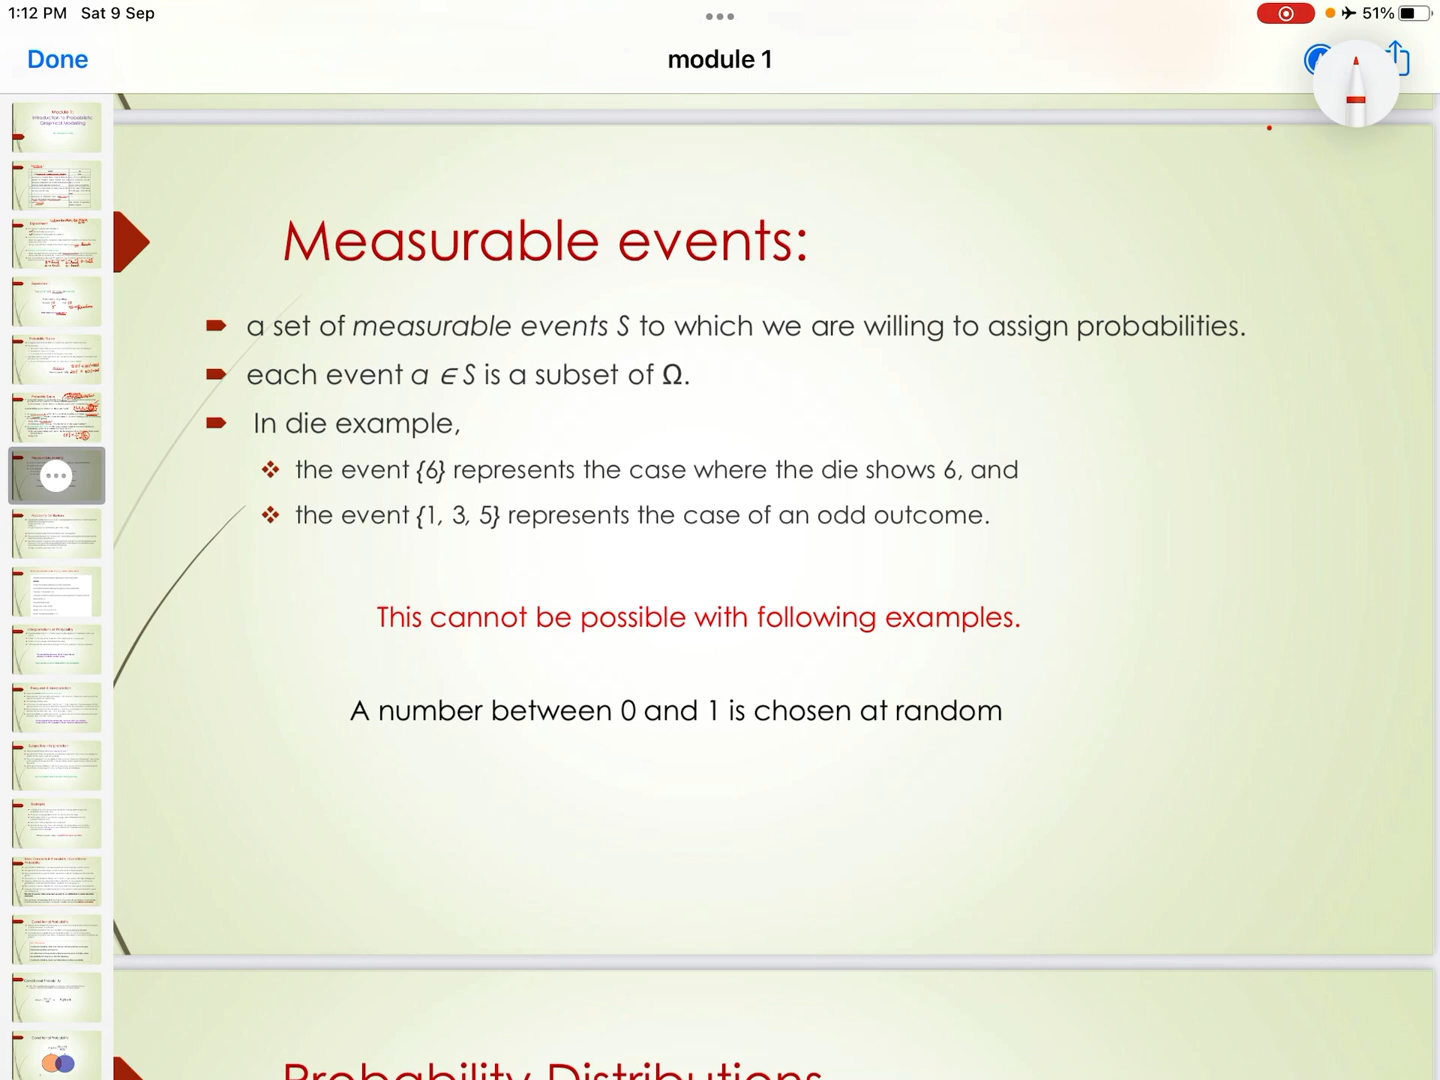 1:12 PM Sat 9 Sep
51%
Done
module 1
Measurable events:
a set of measurable events S to which we are willing to assign probabilities.
each event a ∈ S is a subset of Ω.
In die example,
the event {6} represents the case where the die shows 6, and
the event {1, 3, 5} represents the case of an odd outcome.
This cannot be possible with following examples.
A number between 0 and 1 is chosen at random
Probability Distributions